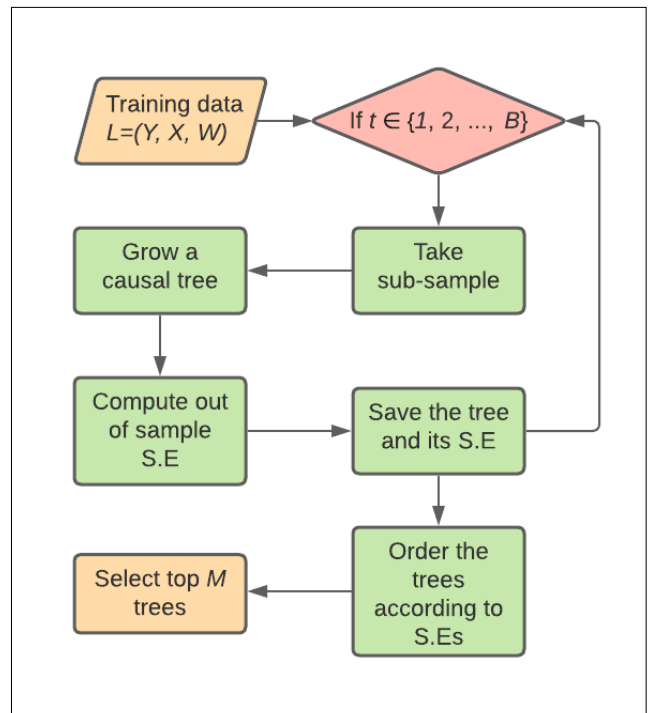 Training data
L=(Y, X, W)
If t ∈ {1, 2, ..., B}
Take
sub-sample
Grow a
causal tree
Compute out
of sample
S.E
Save the tree
and its S.E
Order the
trees
according to
S.Es
Select top M
trees